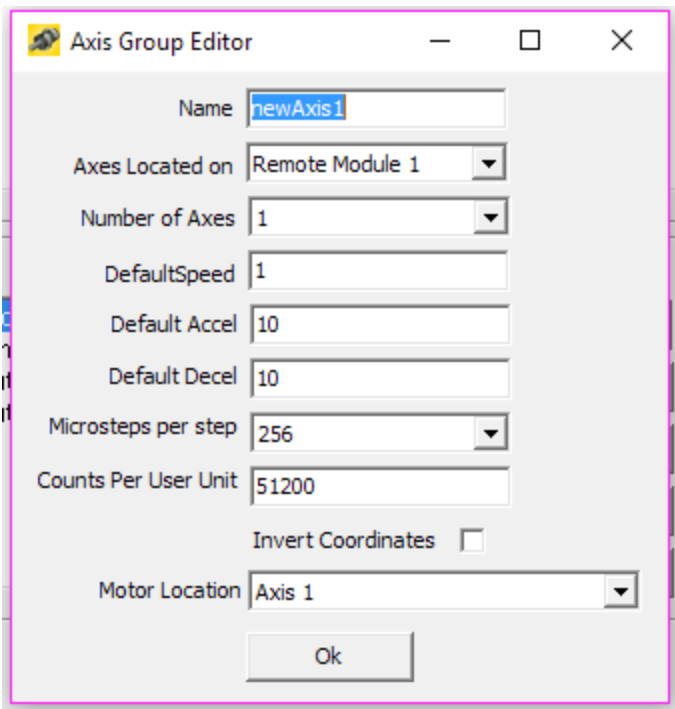 Axis Group Editor
Name newAxis1
Axes Located on Remote Module 1
Number of Axes 1
DefaultSpeed 1
Default Accel 10
Default Decel 10
Microsteps per step 256
Counts Per User Unit 51200
Invert Coordinates
Motor Location Axis 1
Ok